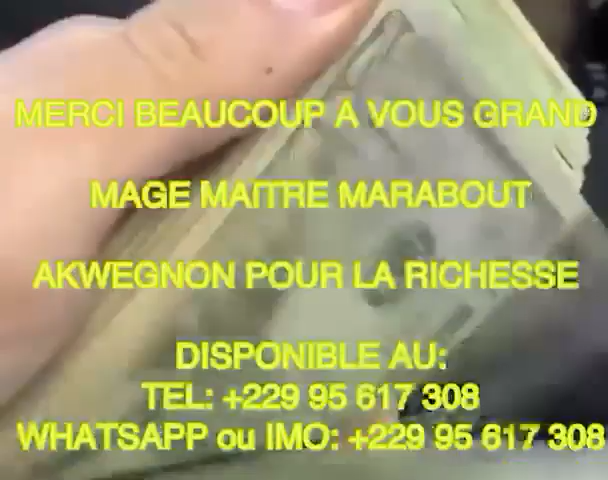 MERCI BEAUCOUP A VOUS GRAND
MAGE MAITRE MARABOUT
AKWEGNON POUR LA RICHESSE
DISPONIBLE AU:
TEL: +229 95 617 308
WHATSAPP ou IMO: +229 95 617 308